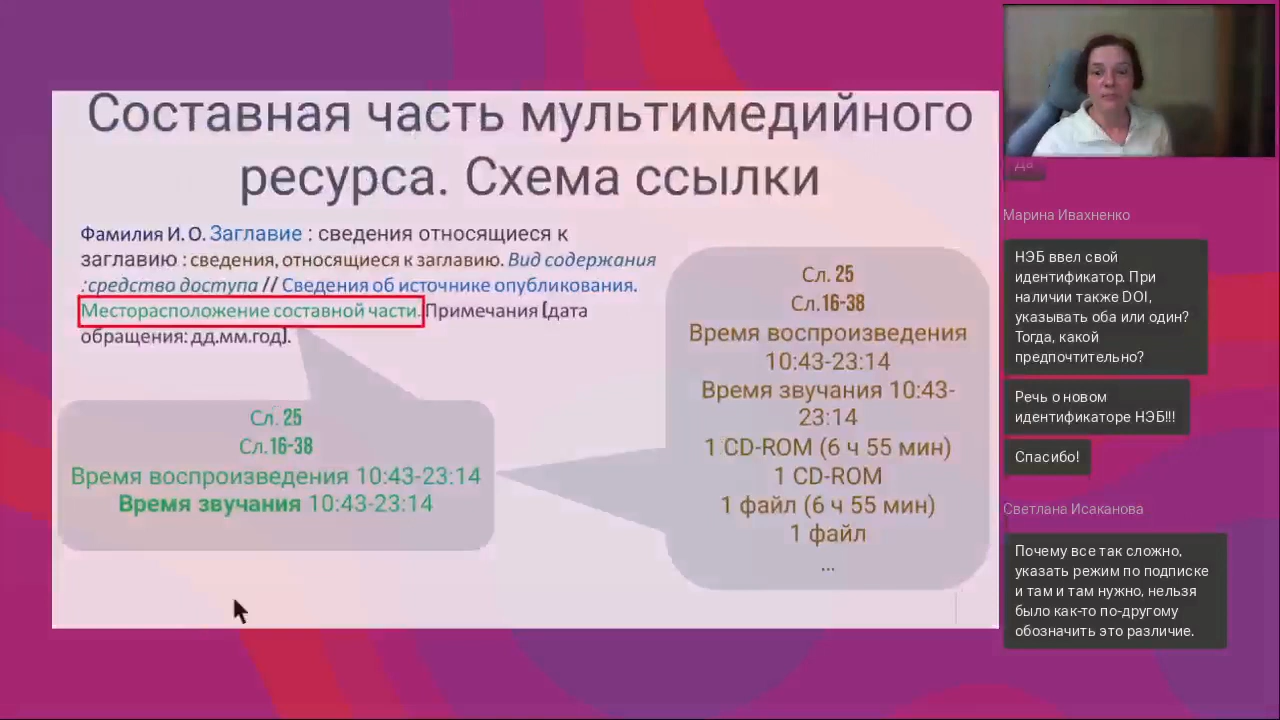 Составная часть мультимедийного
ресурса. Схема ссылки
Фамилия И. О. Заглавие : сведения относящиеся к
заглавию : сведения, относящиеся к заглавию. Вид содержания
:средство доступа // Сведения об источнике опубликования.
Месторасположение составной части. Примечания (дата
обращения: дд.мм.год).
Сл. 25
Сл.16-38
Время воспроизведения 10:43-23:14
Время звучания 10:43-23:14
Сл. 25
Сл.16-38
Время воспроизведения
10:43-23:14
Время звучания 10:43-
23:14
1 CD-ROM (6 ч 55 мин)
1 CD-ROM
1 файл (6 ч 55 мин)
1 файл
...
Да
Марина Ивахненко
НЭБ ввел свой
идентификатор. При
наличии также DOI,
указывать оба или один?
Тогда, какой
предпочтительно?
Речь о новом
идентификаторе НЭБ!!!
Спасибо!
Светлана Исаканова
Почему все так сложно,
указать режим по подписке
и там и там нужно, нельзя
было как-то по-другому
обозначить это различие.